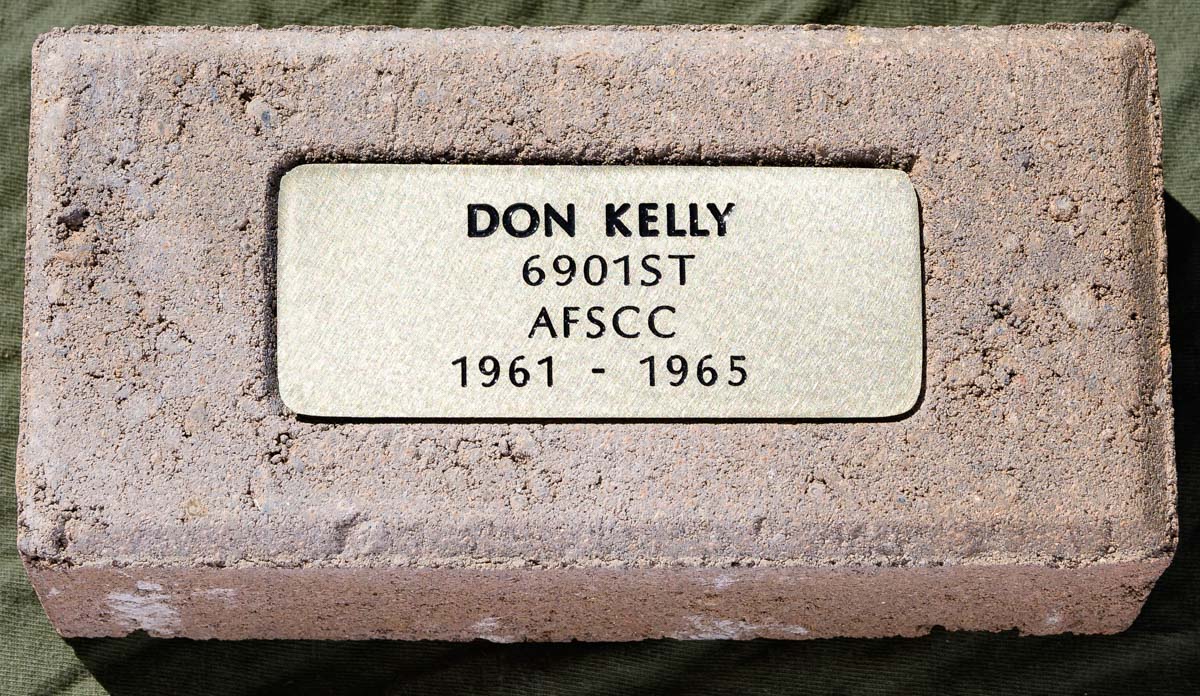 DON KELLY
6901ST
AFSCC
1961 - 1965